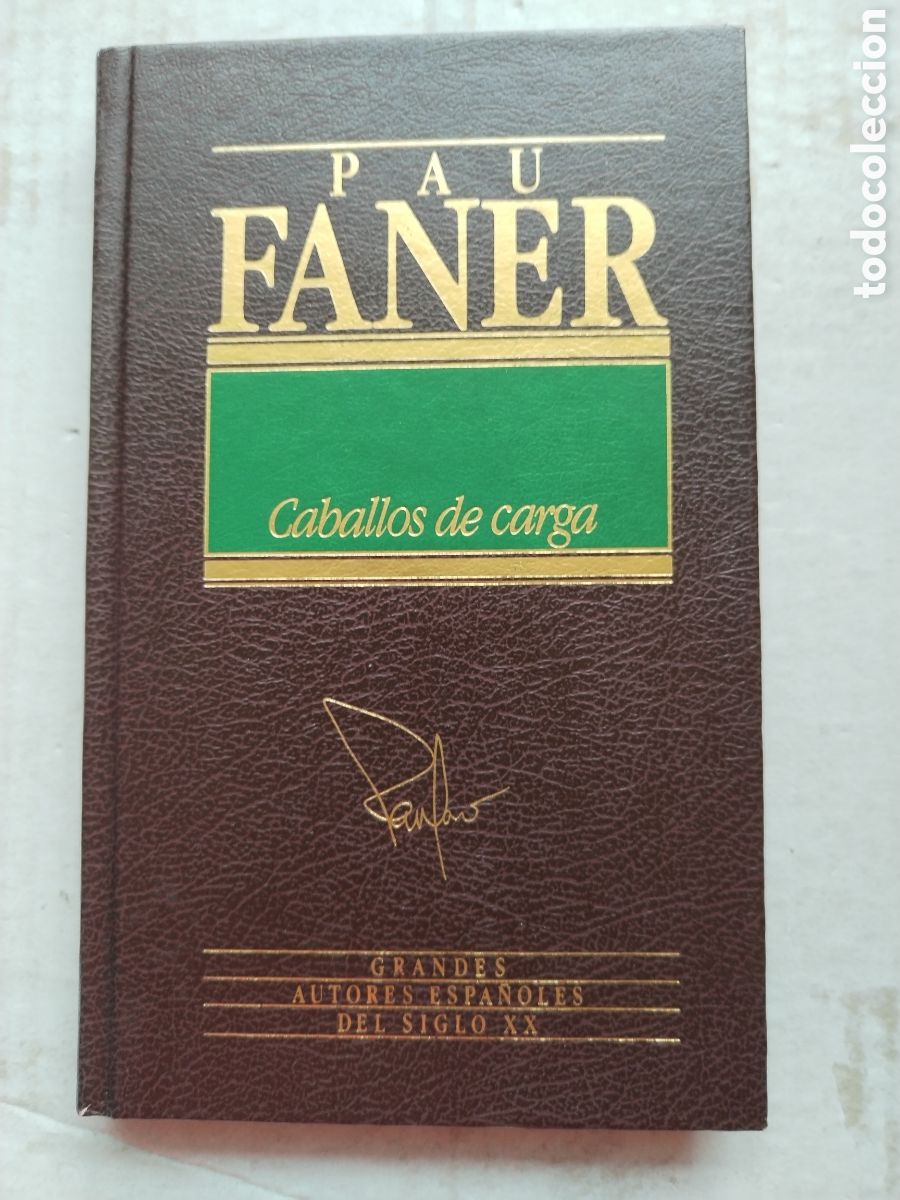 PAU
FANER
Caballos de carga
GRANDES
AUTORES ESPAÑOLES
DEL SIGLO XX
todocoleccion